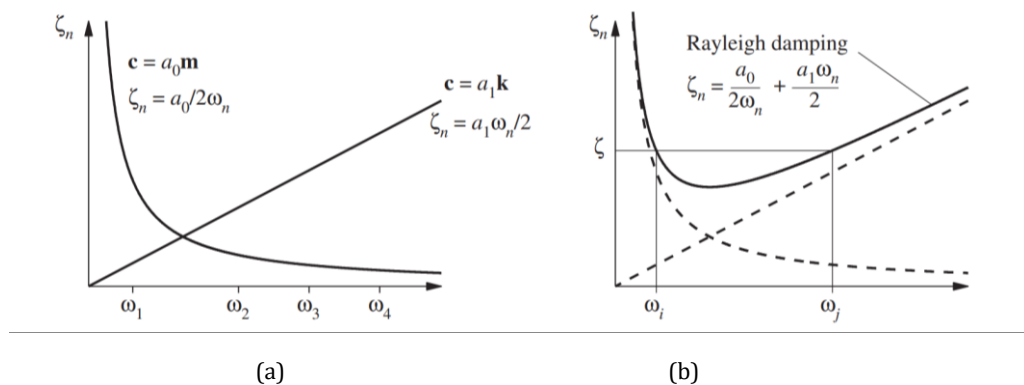 ζₙ
c = a₀m
ζₙ = a₀/2ωₙ
c = a₁k
ζₙ = a₁ωₙ/2
ω₁ ω₂ ω₃ ω₄
(a)
ζₙ
Rayleigh damping
ζₙ = a₀/2ωₙ + a₁ωₙ/2
ζ
ωᵢ ωⱼ
(b)